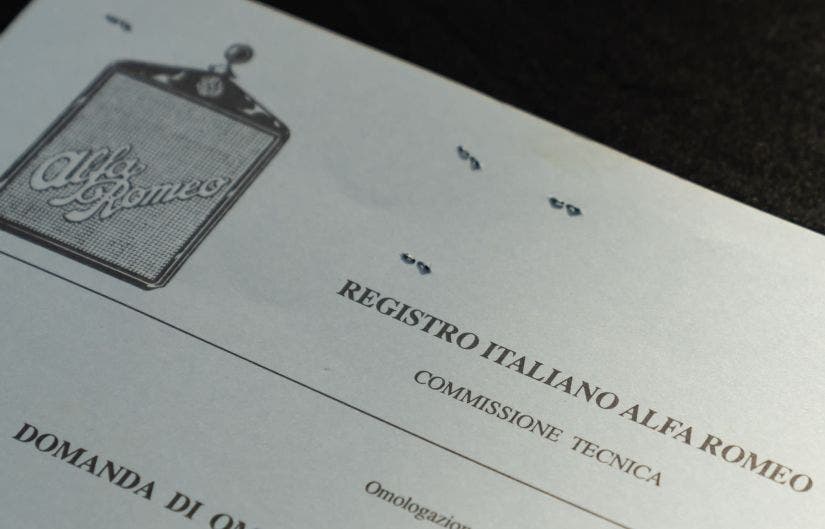 Alfa
Romeo
REGISTRO ITALIANO ALFA ROMEO
COMMISSIONE TECNICA
DOMANDA DI